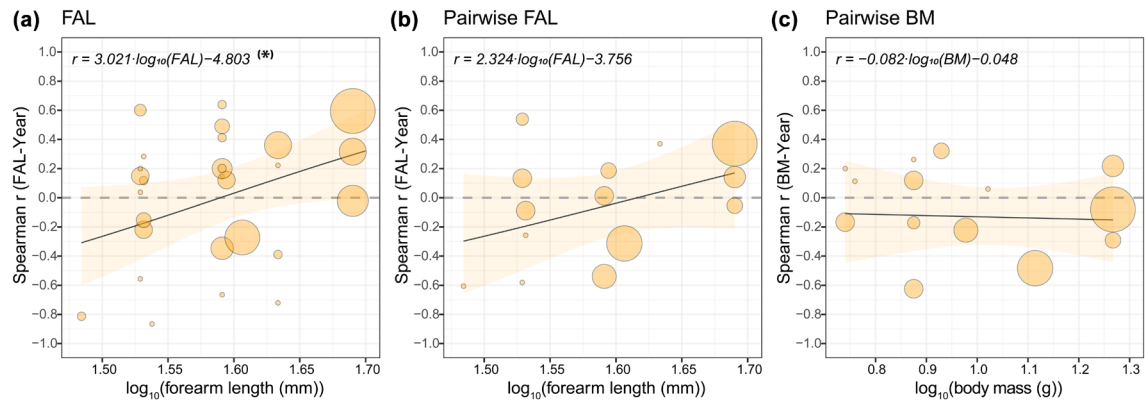 (a) FAL
r = 3.021·log₁₀(FAL)−4.803 (*)
Spearman r (FAL-Year)
1.0
0.8
0.6
0.4
0.2
0.0
−0.2
−0.4
−0.6
−0.8
−1.0
1.50 1.55 1.60 1.65 1.70
log₁₀(forearm length (mm))
(b) Pairwise FAL
r = 2.324·log₁₀(FAL)−3.756
Spearman r (FAL-Year)
1.0
0.8
0.6
0.4
0.2
0.0
−0.2
−0.4
−0.6
−0.8
−1.0
1.50 1.55 1.60 1.65 1.70
log₁₀(forearm length (mm))
(c) Pairwise BM
r = −0.082·log₁₀(BM)−0.048
Spearman r (BM-Year)
1.0
0.8
0.6
0.4
0.2
0.0
−0.2
−0.4
−0.6
−0.8
−1.0
0.8 0.9 1.0 1.1 1.2 1.3
log₁₀(body mass (g))